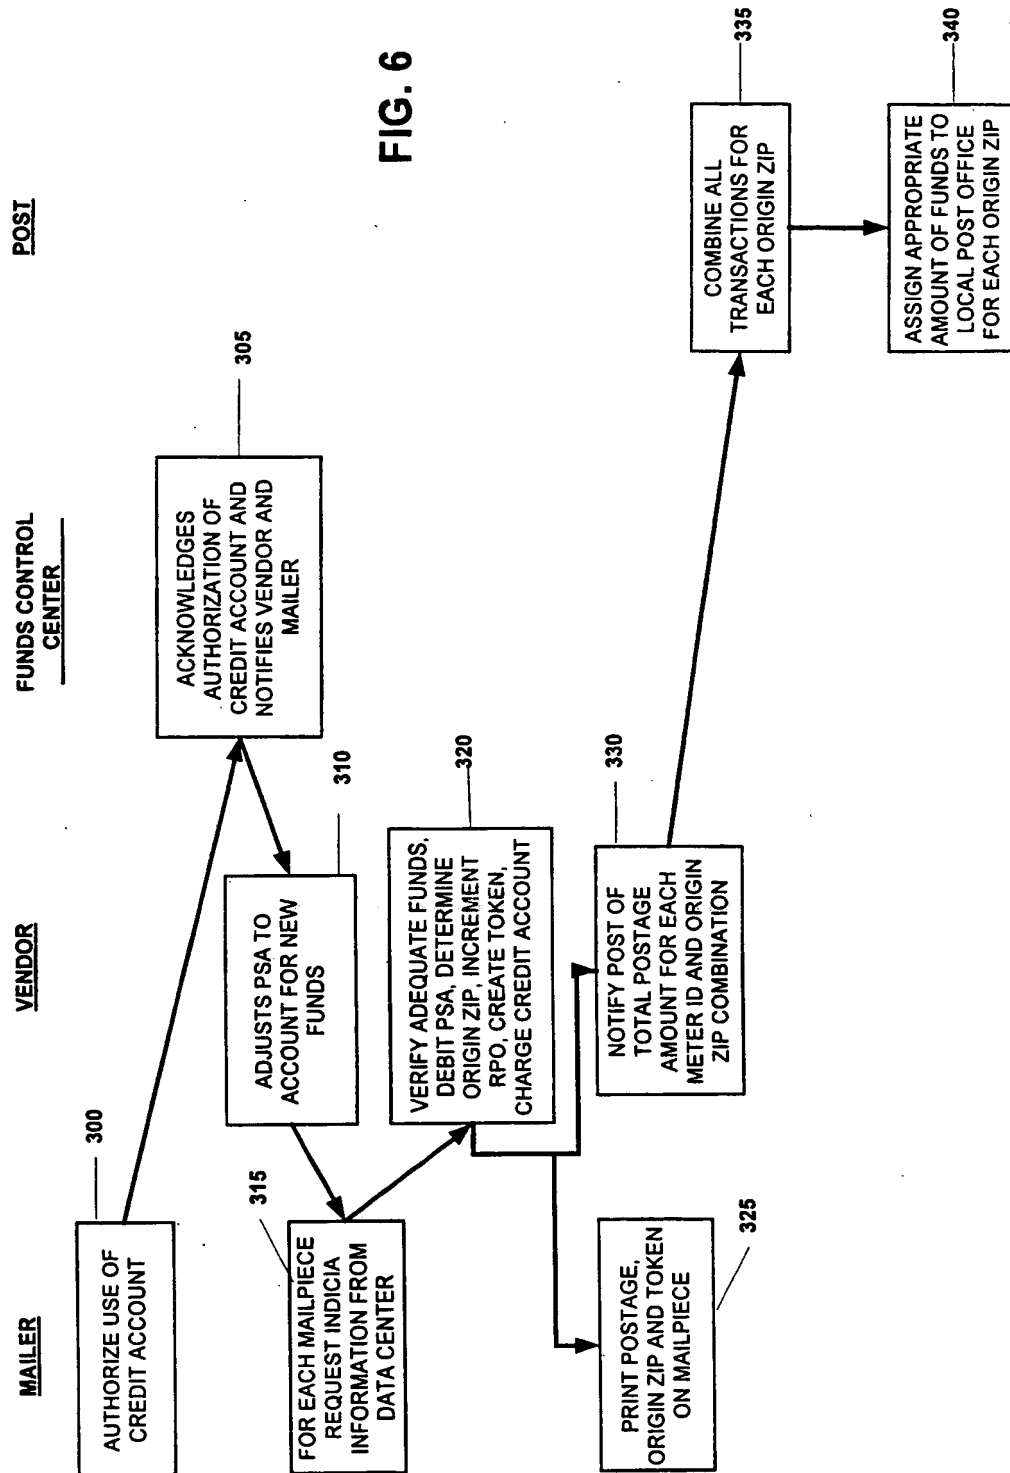 MAILER
VENDOR
FUNDS CONTROL
CENTER
POST
300
AUTHORIZE USE OF
CREDIT ACCOUNT
305
ACKNOWLEDGES
AUTHORIZATION OF
CREDIT ACCOUNT AND
NOTIFIES VENDOR AND
MAILER
310
ADJUSTS PSA TO
ACCOUNT FOR NEW
FUNDS
315
FOR EACH MAILPIECE
REQUEST INDICIA
INFORMATION FROM
DATA CENTER
320
VERIFY ADEQUATE FUNDS,
DEBIT PSA, DETERMINE
ORIGIN ZIP, INCREMENT
RPO, CREATE TOKEN,
CHARGE CREDIT ACCOUNT
FIG. 6
325
PRINT POSTAGE,
ORIGIN ZIP AND TOKEN
ON MAILPIECE
330
NOTIFY POST OF
TOTAL POSTAGE
AMOUNT FOR EACH
METER ID AND ORIGIN
ZIP COMBINATION
335
COMBINE ALL
TRANSACTIONS FOR
EACH ORIGIN ZIP
340
ASSIGN APPROPRIATE
AMOUNT OF FUNDS TO
LOCAL POST OFFICE
FOR EACH ORIGIN ZIP